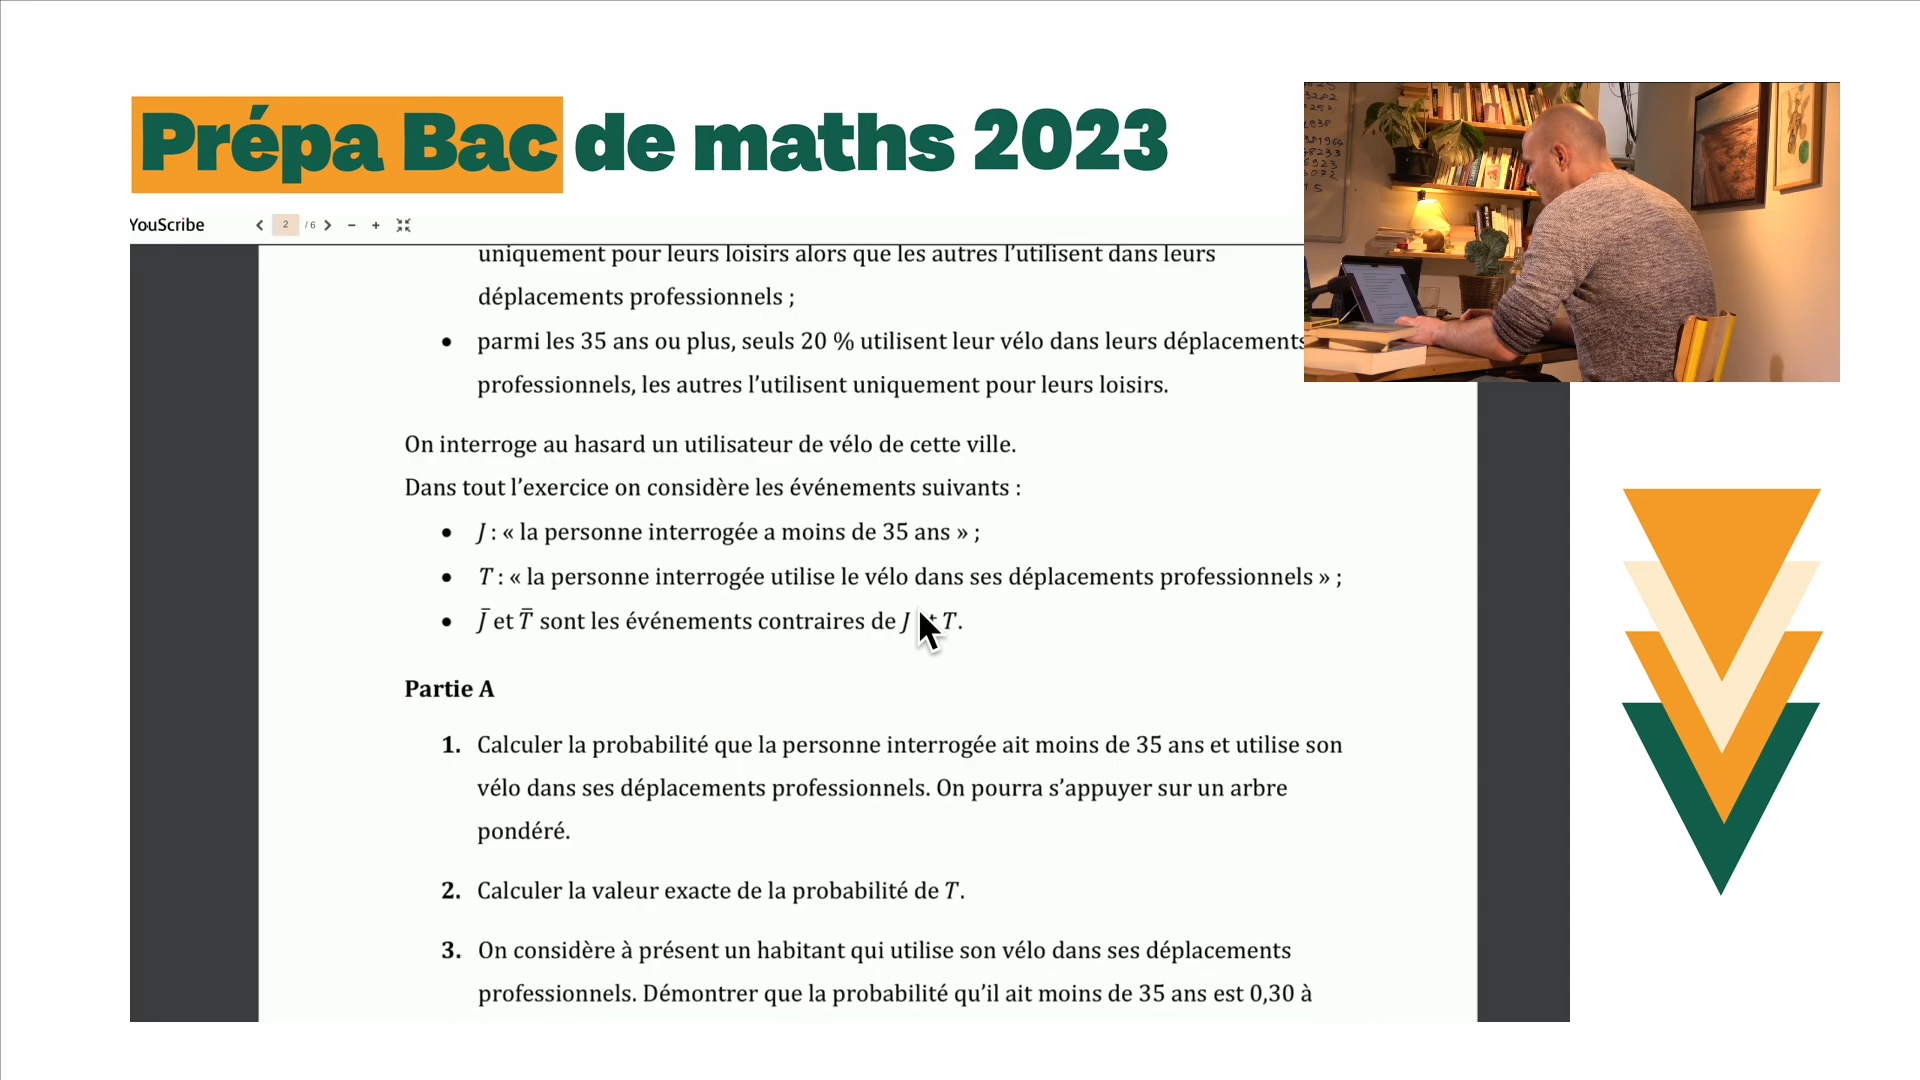 Prépa Bac de maths 2023
YouScribe
2 / 6
uniquement pour leurs loisirs alors que les autres l’utilisent dans leurs
déplacements professionnels ;
• parmi les 35 ans ou plus, seuls 20 % utilisent leur vélo dans leurs déplacements
professionnels, les autres l’utilisent uniquement pour leurs loisirs.
On interroge au hasard un utilisateur de vélo de cette ville.
Dans tout l’exercice on considère les événements suivants :
• J : « la personne interrogée a moins de 35 ans » ;
• T : « la personne interrogée utilise le vélo dans ses déplacements professionnels » ;
• J̄ et T̄ sont les événements contraires de J T.
Partie A
1. Calculer la probabilité que la personne interrogée ait moins de 35 ans et utilise son
vélo dans ses déplacements professionnels. On pourra s’appuyer sur un arbre
pondéré.
2. Calculer la valeur exacte de la probabilité de T.
3. On considère à présent un habitant qui utilise son vélo dans ses déplacements
professionnels. Démontrer que la probabilité qu’il ait moins de 35 ans est 0,30 à